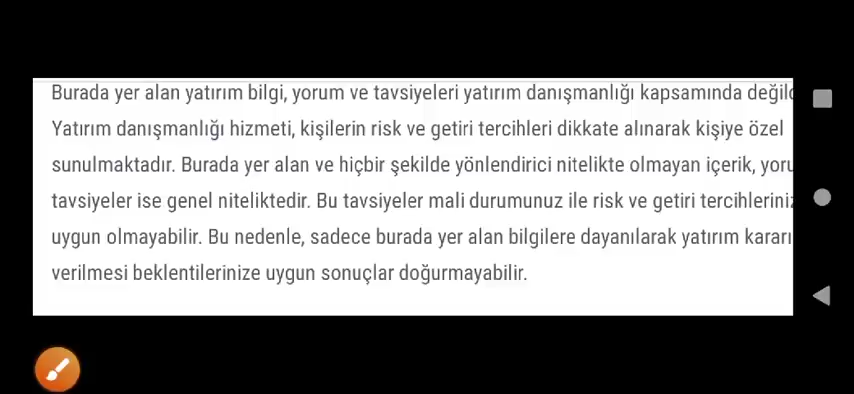 Burada yer alan yatırım bilgi, yorum ve tavsiyeleri yatırım danışmanlığı kapsamında
Yatırım danışmanlığı hizmeti, kişilerin risk ve getiri tercihleri dikkate alınarak kişiye özel
sunulmaktadır. Burada yer alan ve hiçbir şekilde yönlendirici nitelikte olmayan içerik,
tavsiyeler ise genel niteliktedir. Bu tavsiyeler mali durumunuz ile risk ve getiri
uygun olmayabilir. Bu nedenle, sadece burada yer alan bilgilere dayanılarak yatırım kararı
verilmesi beklentilerinize uygun sonuçlar doğurmayabilir.